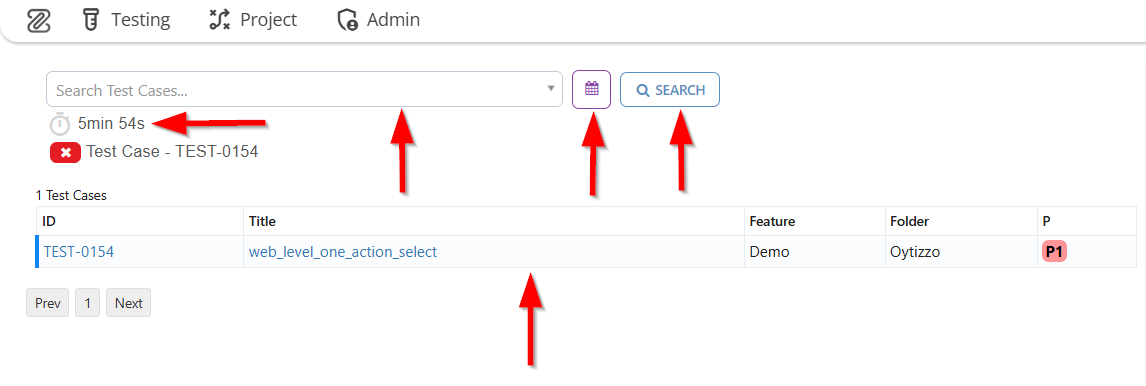 Testing Project Admin
Search Test Cases... SEARCH
5min 54s
Test Case - TEST-0154
1 Test Cases
ID Title Feature Folder P
TEST-0154 web_level_one_action_select Demo Oytizzo P1
Prev 1 Next